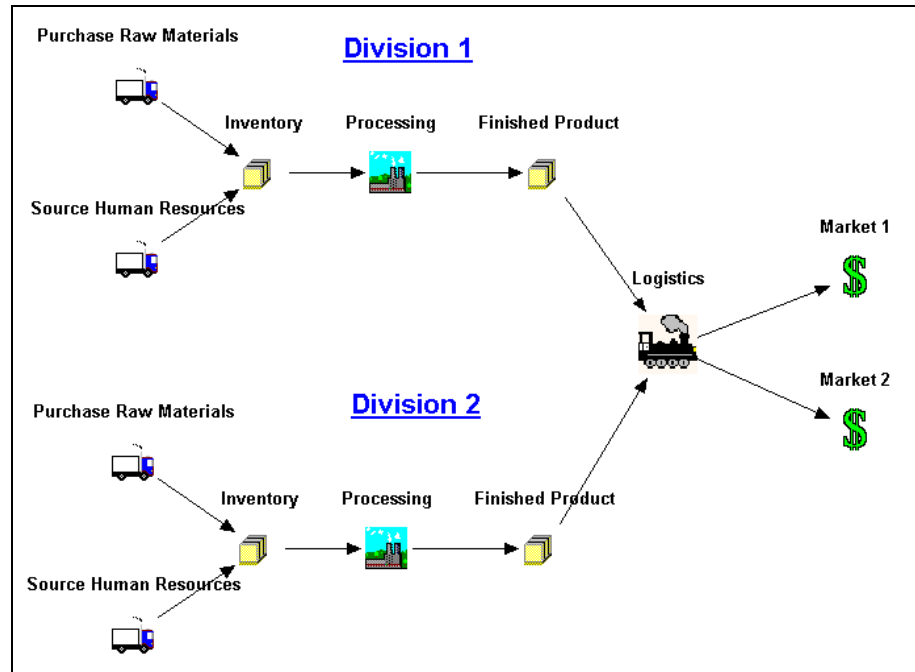 Purchase Raw Materials
Division 1
Inventory
Processing
Finished Product
Source Human Resources
Market 1
Logistics
Market 2
Purchase Raw Materials
Division 2
Inventory
Processing
Finished Product
Source Human Resources